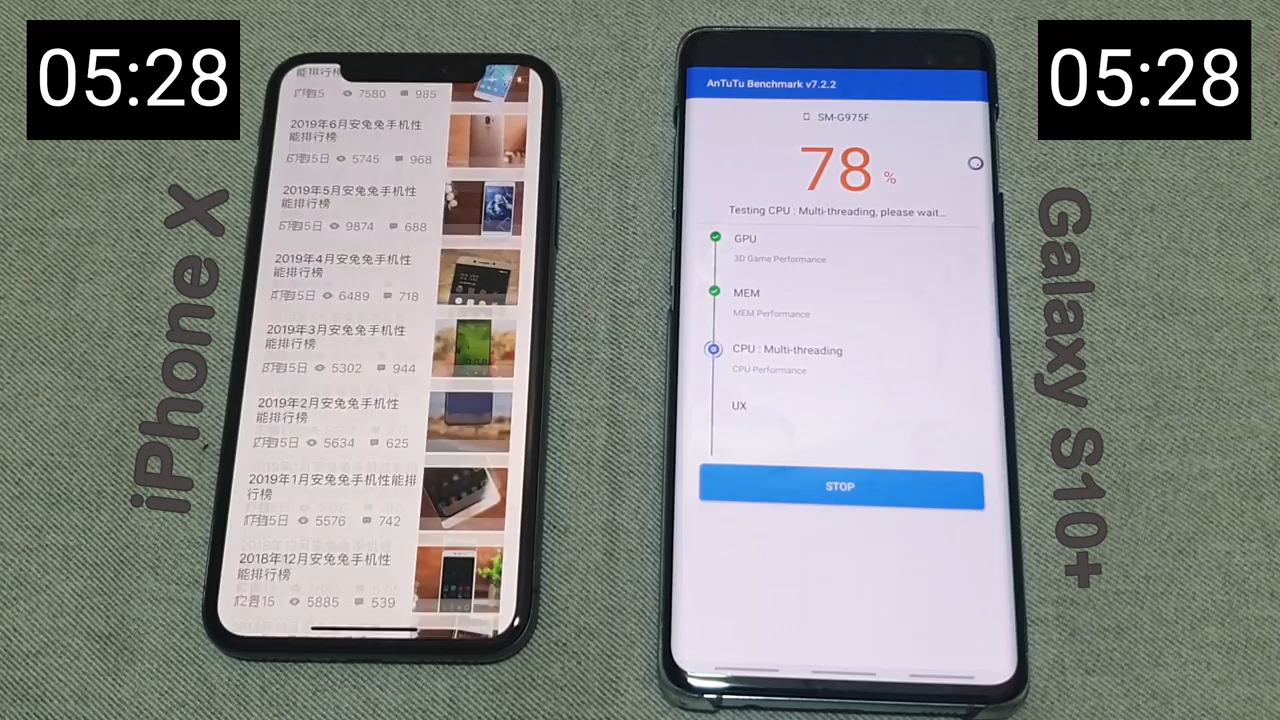 05:28
05:28
iPhone X
Galaxy S10+
能排行榜
7580 985
2019年6月安兔兔手机性
能排行榜
5745 968
2019年5月安兔兔手机性
能排行榜
9874 688
2019年4月安兔兔手机性
能排行榜
6489 718
2019年3月安兔兔手机性
能排行榜
5302 944
2019年2月安兔兔手机性
能排行榜
5634 625
2019年1月安兔兔手机性能排
行榜
5576 742
2018年12月安兔兔手机性
能排行榜
5885 539
AnTuTu Benchmark v7.2.2
SM-G975F
78 %
Testing CPU : Multi-threading, please wait...
GPU
3D Game Performance
MEM
MEM Performance
CPU : Multi-threading
CPU Performance
UX
STOP